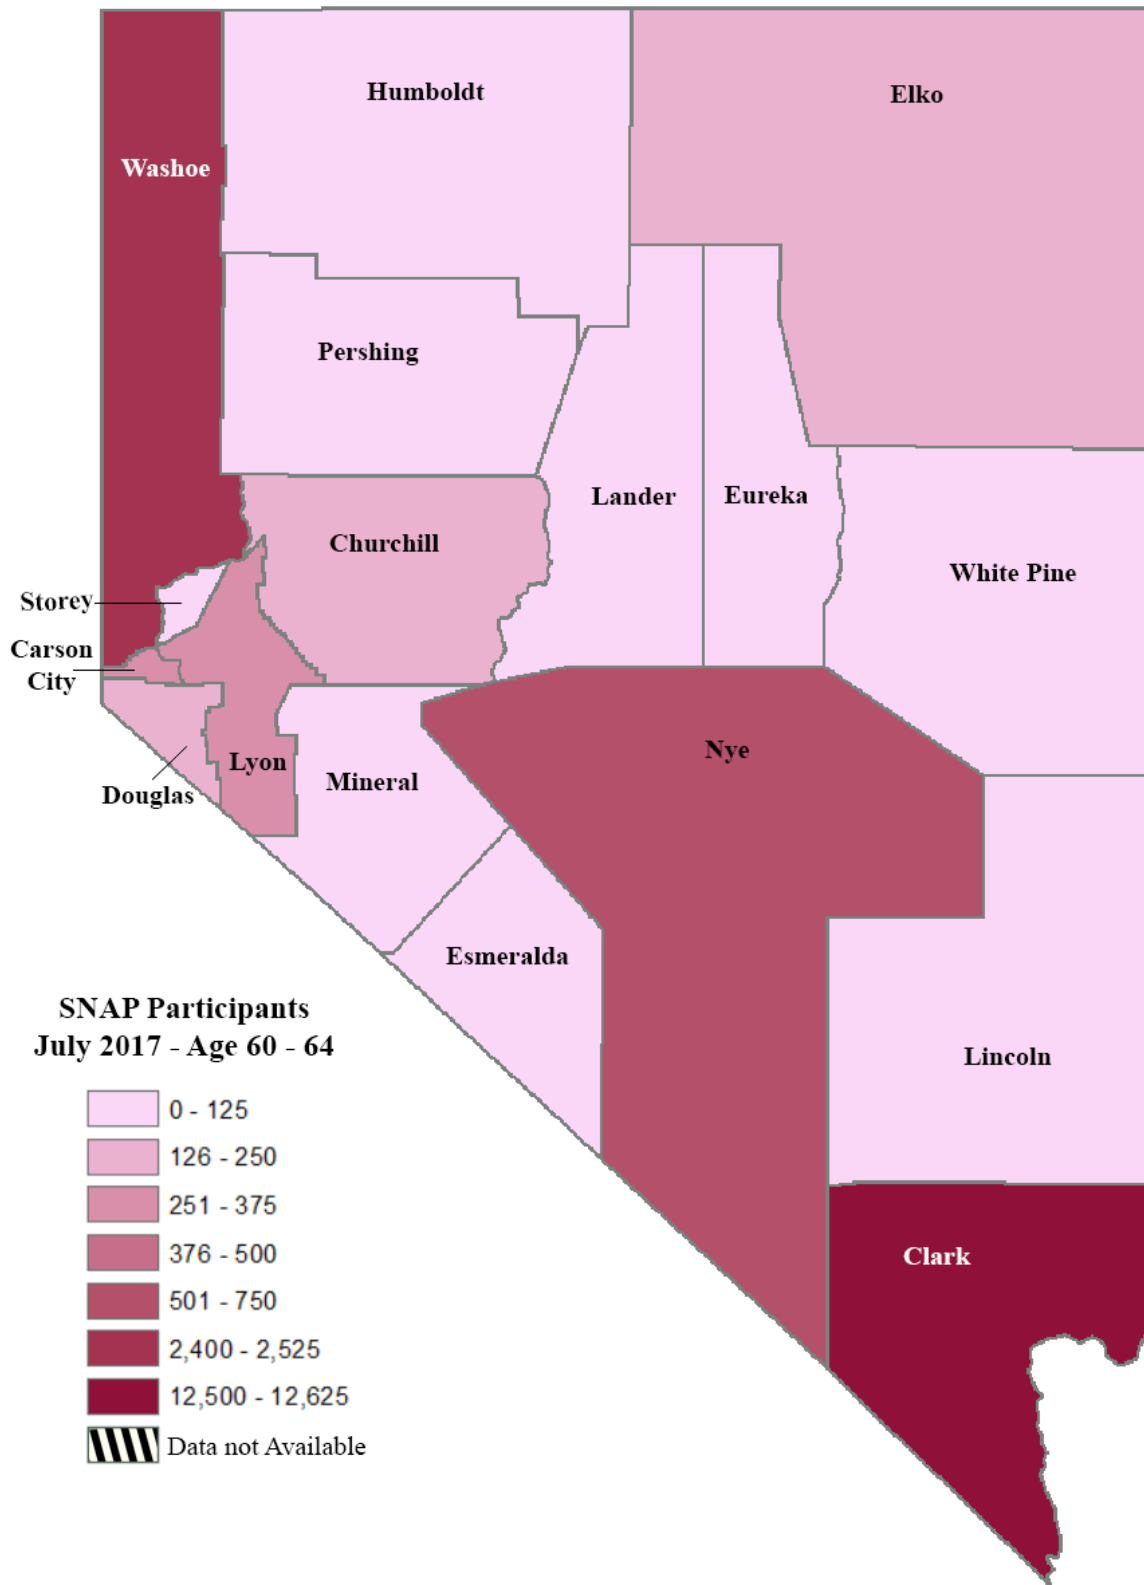 Humboldt
Elko
Washoe
Pershing
Lander
Eureka
Churchill
White Pine
Storey
Carson
City
Nye
Lyon
Mineral
Douglas
Esmeralda
SNAP Participants
July 2017 - Age 60 - 64
Lincoln
0 - 125
126 - 250
251 - 375
376 - 500
Clark
501 - 750
2,400 - 2,525
12,500 - 12,625
Data not Available